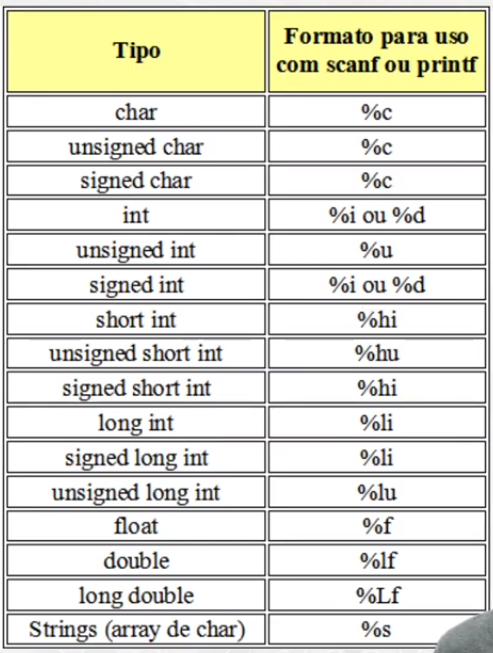 Tipo
Formato para uso
com scanf ou printf
char %c
unsigned char %c
signed char %c
int %i ou %d
unsigned int %u
signed int %i ou %d
short int %hi
unsigned short int %hu
signed short int %hi
long int %li
signed long int %li
unsigned long int %lu
float %f
double %lf
long double %Lf
Strings (array de char) %s